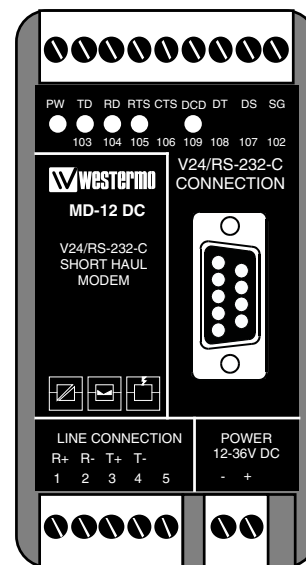 PW TD RD RTS CTS DCD DT DS SG
103 104 105 106 109 108 107 102
westermo
MD-12 DC
V24/RS-232-C
SHORT HAUL
MODEM
V24/RS-232-C
CONNECTION
LINE CONNECTION
R+ R- T+ T-
1 2 3 4 5
POWER
12-36V DC
- +